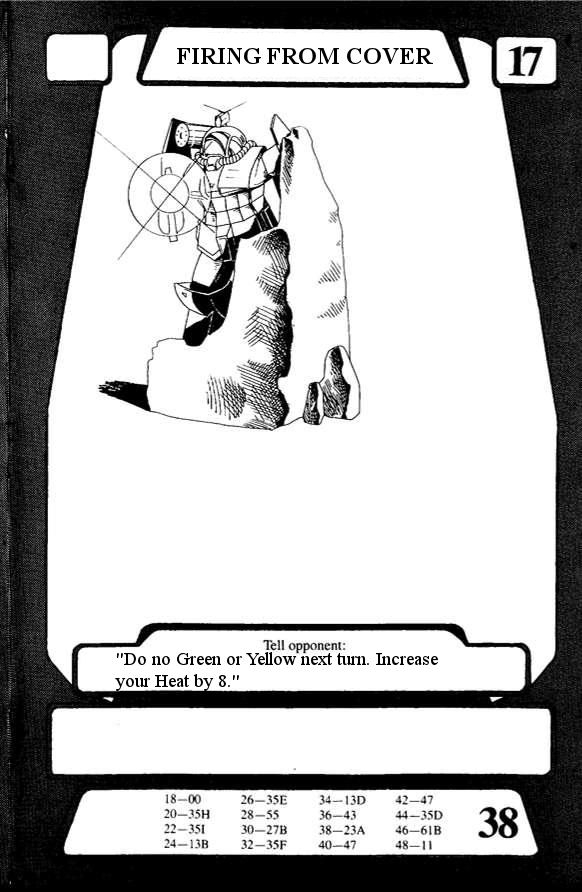 FIRING FROM COVER
17
Tell opponent:
"Do no Green or Yellow next turn. Increase
your Heat by 8."
18—00 26—35E 34—13D 42—47
20—35H 28—55 36—43 44—35D
22—35I 30—27B 38—23A 46—61B
24—13B 32—35F 40—47 48—11
38